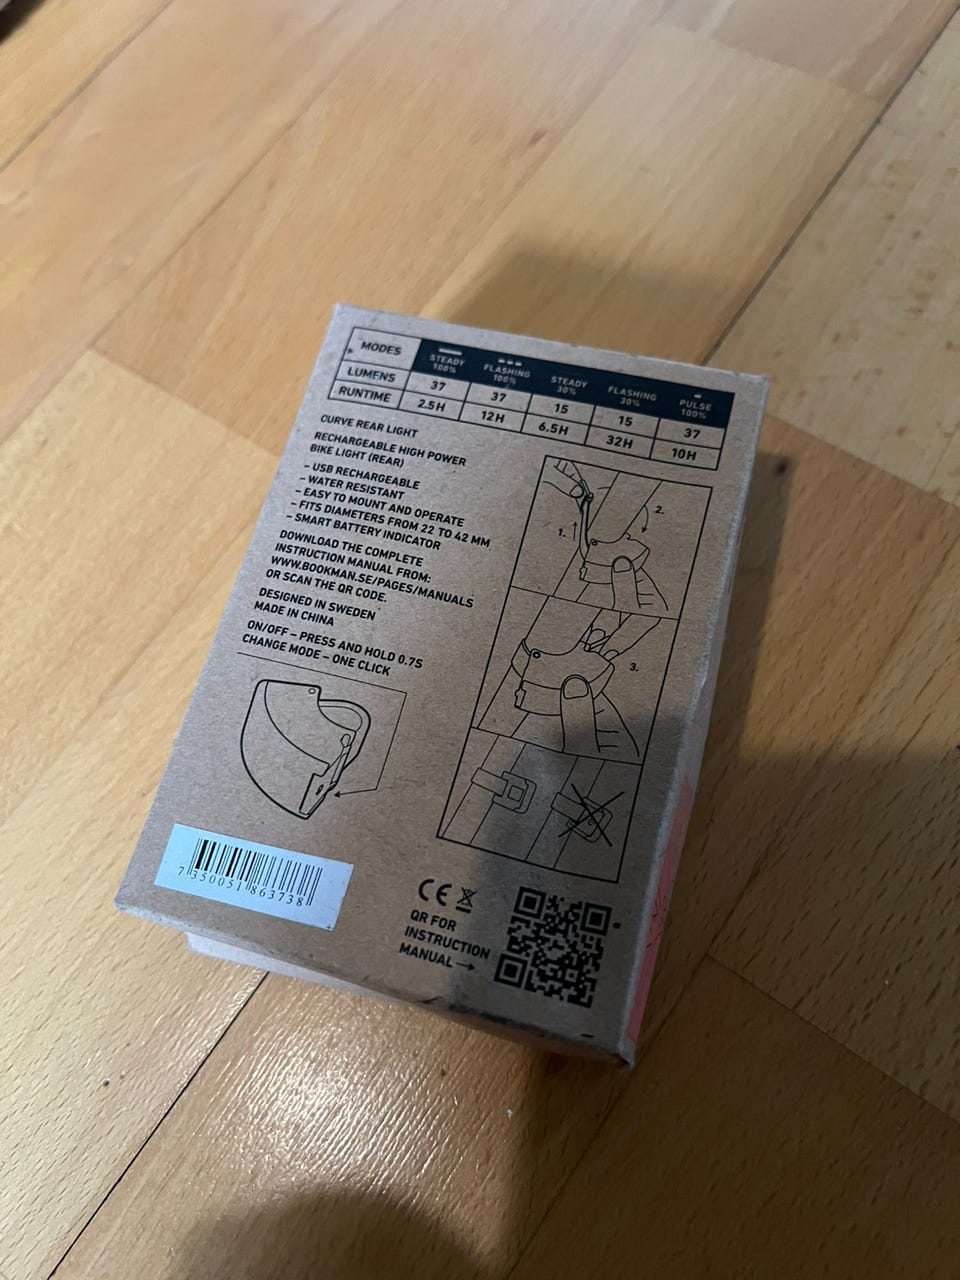 MODES STEADY 100% FLASHING 100% STEADY 30% FLASHING 30% PULSE 100%
LUMENS 37 37 15 15 37
RUNTIME 2.5H 12H 6.5H 32H 10H
CURVE REAR LIGHT
RECHARGEABLE HIGH POWER
BIKE LIGHT (REAR)
– USB RECHARGEABLE
– WATER RESISTANT
– EASY TO MOUNT AND OPERATE
– FITS DIAMETERS FROM 22 TO 42 MM
– SMART BATTERY INDICATOR
DOWNLOAD THE COMPLETE
INSTRUCTION MANUAL FROM:
WWW.BOOKMAN.SE/PAGES/MANUALS
OR SCAN THE QR CODE.
DESIGNED IN SWEDEN
MADE IN CHINA
ON/OFF – PRESS AND HOLD 0.7S
CHANGE MODE – ONE CLICK
1.
2.
3.
7 350051 863738
CE
QR FOR
INSTRUCTION
MANUAL →